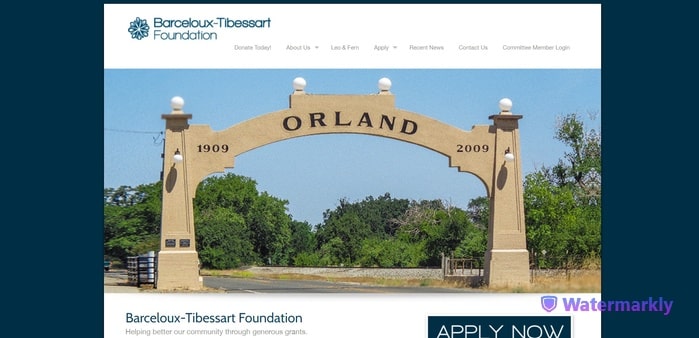 Barceloux-Tibessart
Foundation
Donate Today! About Us Leo & Fern Apply Recent News Contact Us Committee Member Login
ORLAND
1909 2009
Barceloux-Tibessart Foundation
Helping better our community through generous grants.
APPLY NOW
Watermarkly